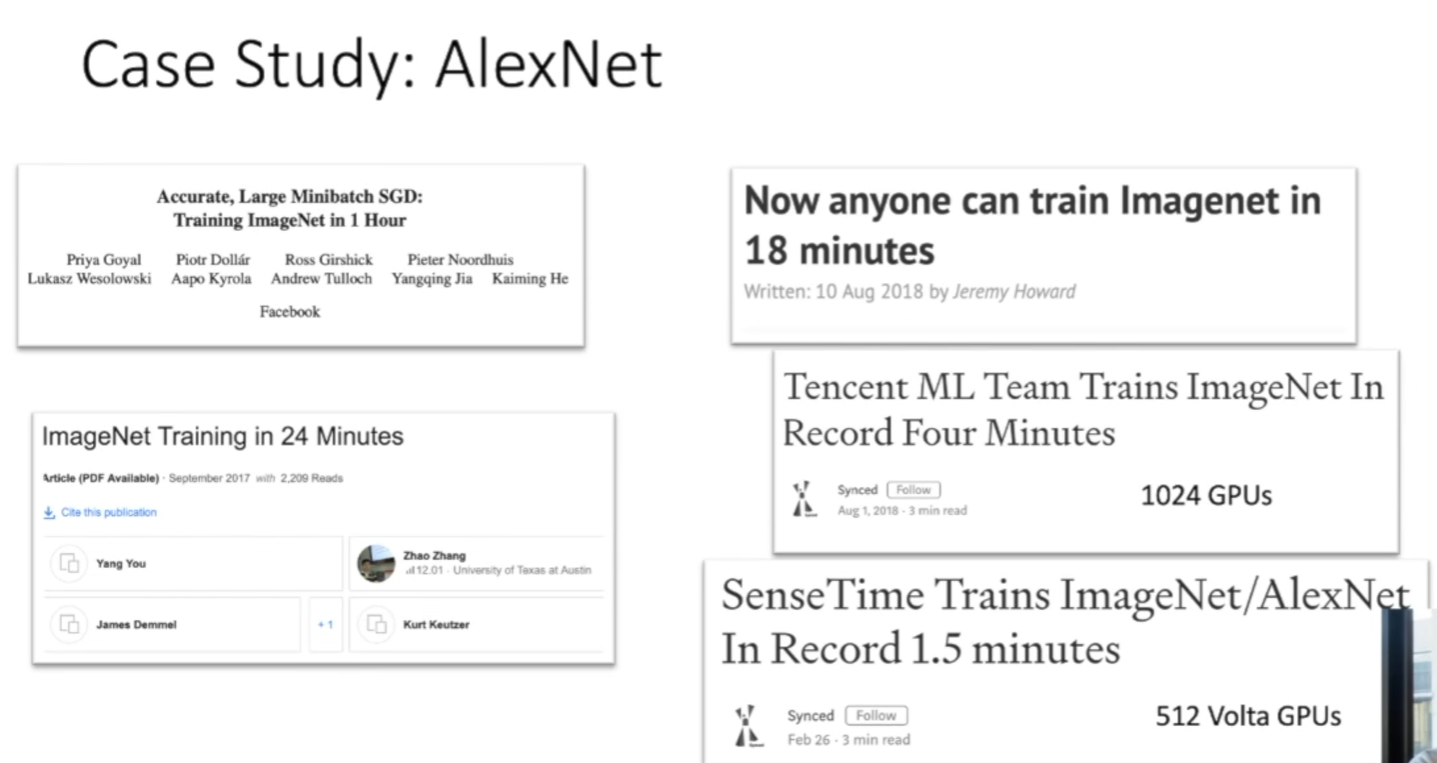 Case Study: AlexNet
Accurate, Large Minibatch SGD:
Training ImageNet in 1 Hour
Priya Goyal Piotr Dollár Ross Girshick Pieter Noordhuis
Lukasz Wesolowski Aapo Kyrola Andrew Tulloch Yangqing Jia Kaiming He
Facebook
ImageNet Training in 24 Minutes
Article (PDF Available) · September 2017 with 2,209 Reads
Cite this publication
Yang You
Zhao Zhang
12.01 · University of Texas at Austin
James Demmel
+ 1
Kurt Keutzer
Now anyone can train Imagenet in
18 minutes
Written: 10 Aug 2018 by Jeremy Howard
Tencent ML Team Trains ImageNet In
Record Four Minutes
Synced Follow
Aug 1, 2018 · 3 min read
1024 GPUs
SenseTime Trains ImageNet/AlexNet
In Record 1.5 minutes
Synced Follow
Feb 26 · 3 min read
512 Volta GPUs